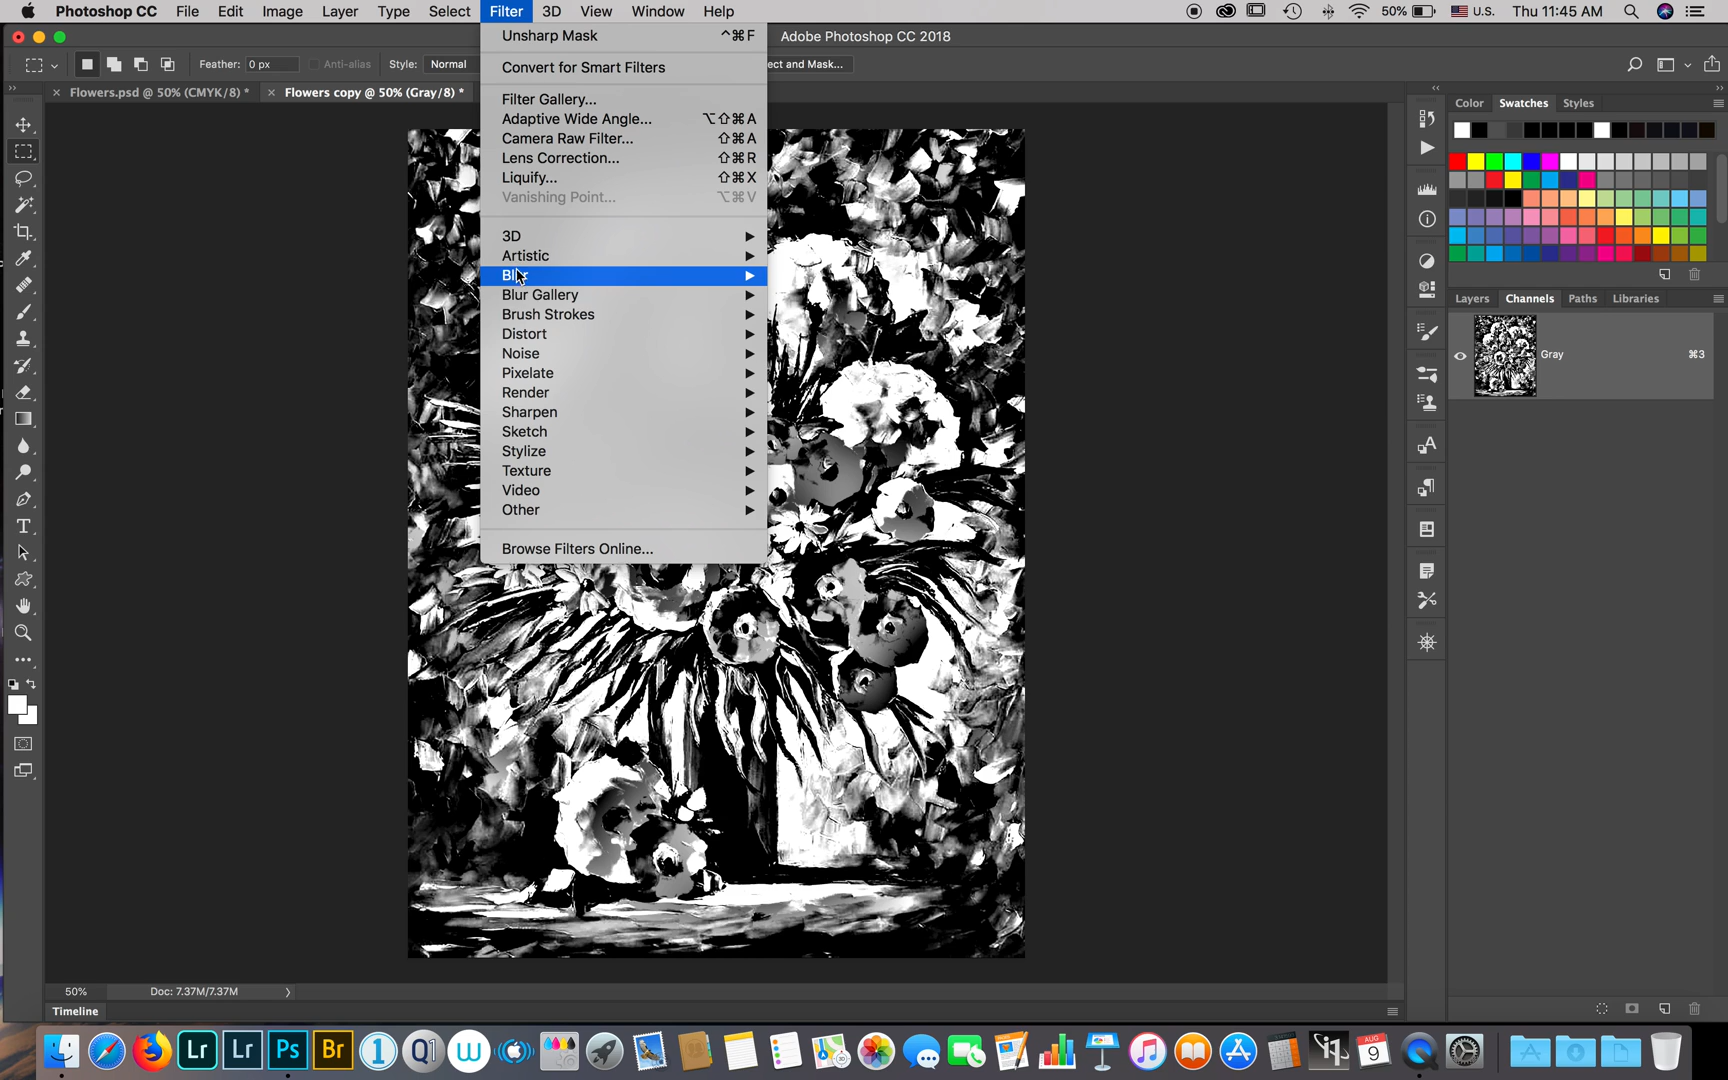 Photoshop CC File Edit Image Layer Type Select Filter 3D View Window Help 50% U.S. Thu 11:45 AM
Adobe Photoshop CC 2018
Feather: 0 px Anti-alias Style: Normal ect and Mask...
× Flowers.psd @ 50% (CMYK/8) * × Flowers copy @ 50% (Gray/8) *
Unsharp Mask ^⌘F
Convert for Smart Filters
Filter Gallery...
Adaptive Wide Angle... ⌥⇧⌘A
Camera Raw Filter... ⇧⌘A
Lens Correction... ⇧⌘R
Liquify... ⇧⌘X
Vanishing Point... ⌥⌘V
3D
Artistic
Blur
Blur Gallery
Brush Strokes
Distort
Noise
Pixelate
Render
Sharpen
Sketch
Stylize
Texture
Video
Other
Browse Filters Online...
Color Swatches Styles
Layers Channels Paths Libraries
Gray ⌘3
50% Doc: 7.37M/7.37M
Timeline
Lr Lr Ps Br 1 Q1 W
AUG
9